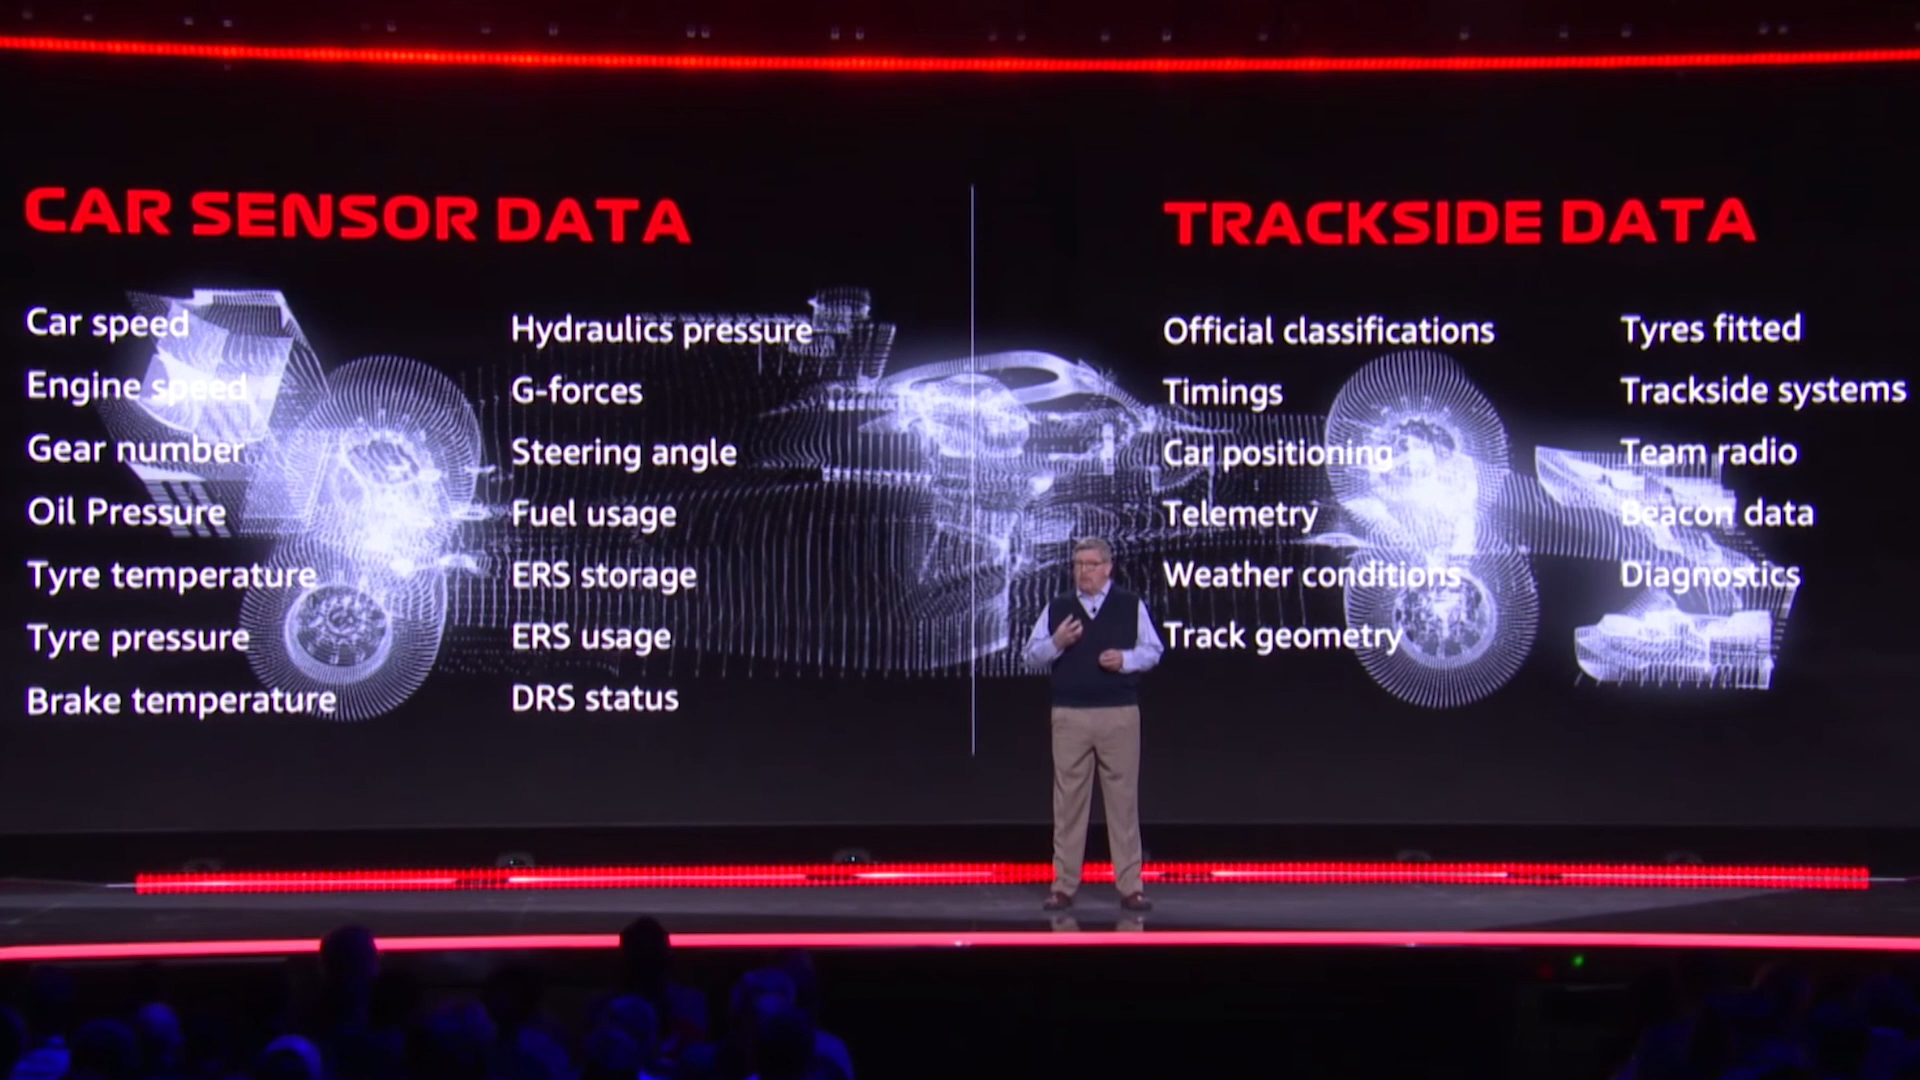 CAR SENSOR DATA
Car speed
Engine speed
Gear number
Oil Pressure
Tyre temperature
Tyre pressure
Brake temperature
Hydraulics pressure
G-forces
Steering angle
Fuel usage
ERS storage
ERS usage
DRS status
TRACKSIDE DATA
Official classifications
Timings
Car positioning
Telemetry
Weather conditions
Track geometry
Tyres fitted
Trackside systems
Team radio
Beacon data
Diagnostics